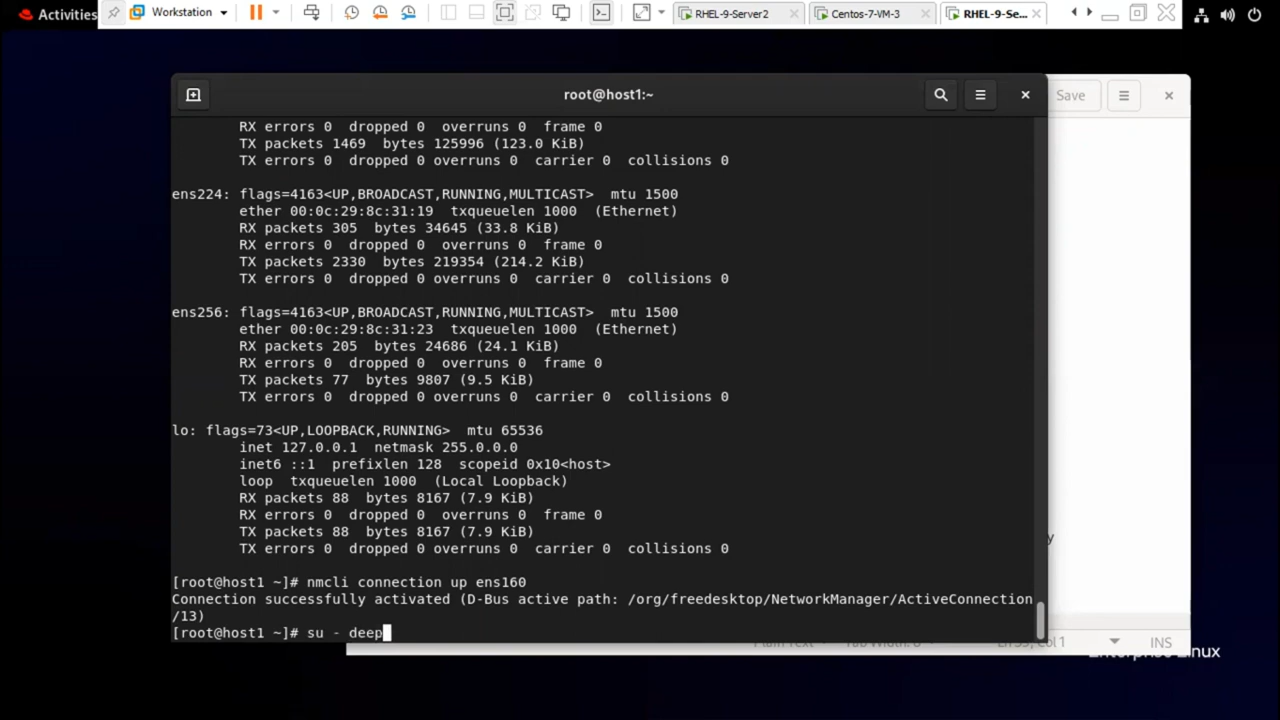 Activities
Workstation
RHEL-9-Server2
Centos-7-VM-3
RHEL-9-Se...
root@host1:~
Save
RX errors 0  dropped 0  overruns 0  frame 0
TX packets 1469  bytes 125996 (123.0 KiB)
TX errors 0  dropped 0 overruns 0  carrier 0  collisions 0
ens224: flags=4163<UP,BROADCAST,RUNNING,MULTICAST>  mtu 1500
ether 00:0c:29:8c:31:19  txqueuelen 1000  (Ethernet)
RX packets 305  bytes 34645 (33.8 KiB)
RX errors 0  dropped 0  overruns 0  frame 0
TX packets 2330  bytes 219354 (214.2 KiB)
TX errors 0  dropped 0 overruns 0  carrier 0  collisions 0
ens256: flags=4163<UP,BROADCAST,RUNNING,MULTICAST>  mtu 1500
ether 00:0c:29:8c:31:23  txqueuelen 1000  (Ethernet)
RX packets 205  bytes 24686 (24.1 KiB)
RX errors 0  dropped 0  overruns 0  frame 0
TX packets 77  bytes 9807 (9.5 KiB)
TX errors 0  dropped 0 overruns 0  carrier 0  collisions 0
lo: flags=73<UP,LOOPBACK,RUNNING>  mtu 65536
inet 127.0.0.1  netmask 255.0.0.0
inet6 ::1  prefixlen 128  scopeid 0x10<host>
loop  txqueuelen 1000  (Local Loopback)
RX packets 88  bytes 8167 (7.9 KiB)
RX errors 0  dropped 0  overruns 0  frame 0
TX packets 88  bytes 8167 (7.9 KiB)
TX errors 0  dropped 0 overruns 0  carrier 0  collisions 0
y
[root@host1 ~]# nmcli connection up ens160
Connection successfully activated (D-Bus active path: /org/freedesktop/NetworkManager/ActiveConnection
/13)
[root@host1 ~]# su - deep
INS
Enterprise Linux